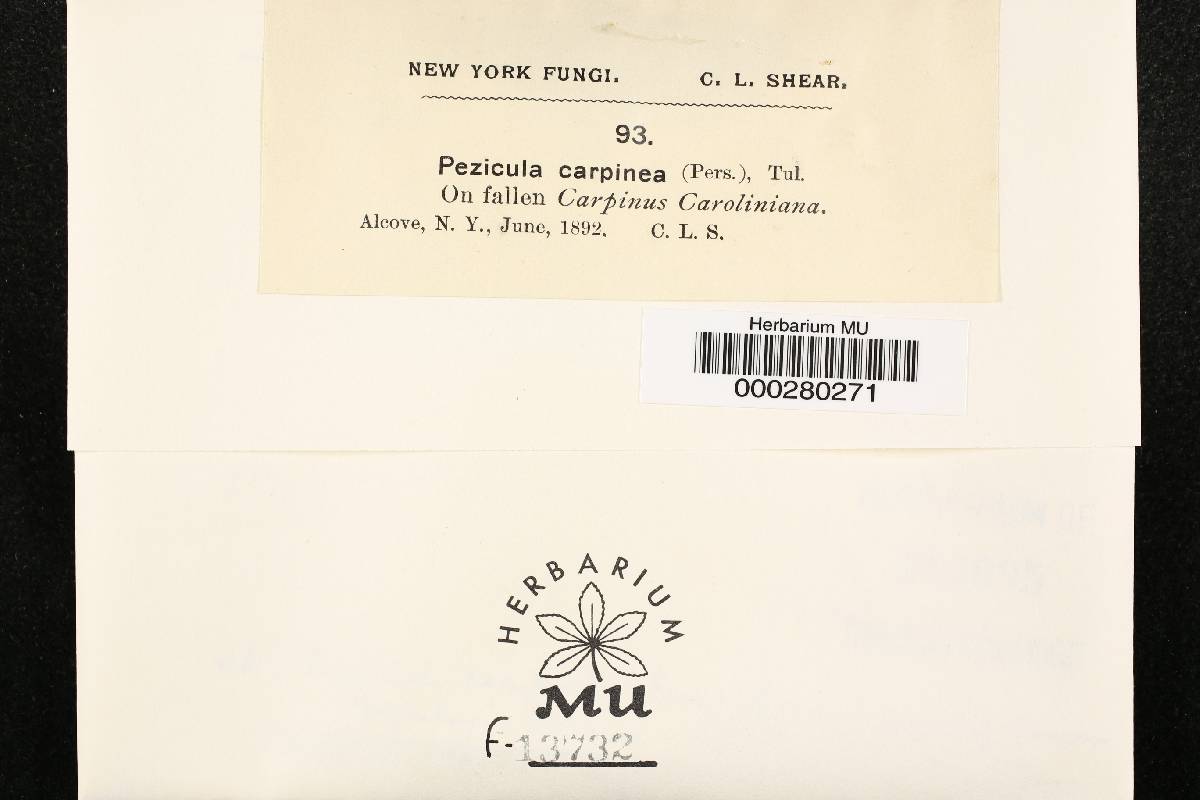 NEW YORK FUNGI. C. L. SHEAR.
93.
Pezicula carpinea (Pers.), Tul.
On fallen Carpinus Caroliniana.
Alcove, N. Y., June, 1892. C. L. S.
Herbarium MU
000280271
HERBARIUM
MU
F-13732